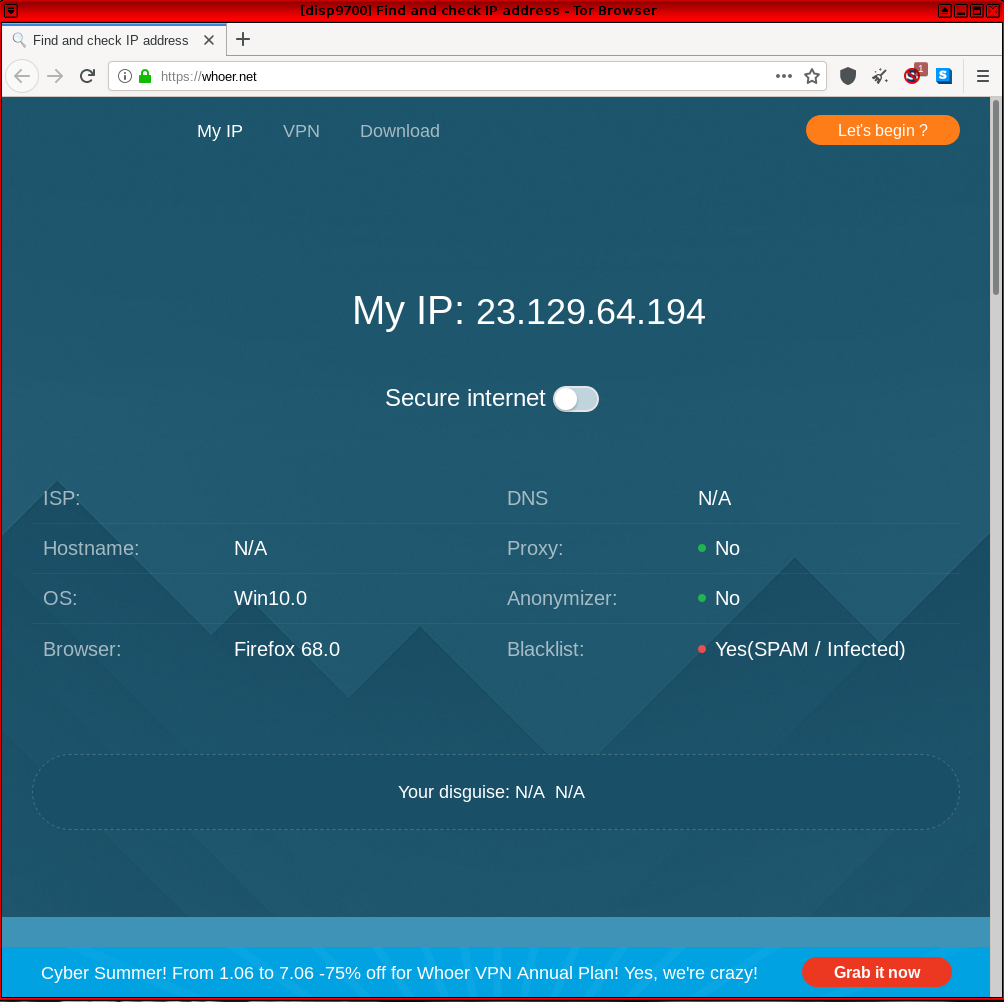 [disp9700] Find and check IP address - Tor Browser
Find and check IP address
https://whoer.net
1
S
S
My IP VPN Download Let's begin ?
My IP: 23.129.64.194
Secure internet
ISP: DNS N/A
Hostname: N/A Proxy: No
OS: Win10.0 Anonymizer: No
Browser: Firefox 68.0 Blacklist: Yes(SPAM / Infected)
Your disguise: N/A N/A
Cyber Summer! From 1.06 to 7.06 -75% off for Whoer VPN Annual Plan! Yes, we're crazy! Grab it now